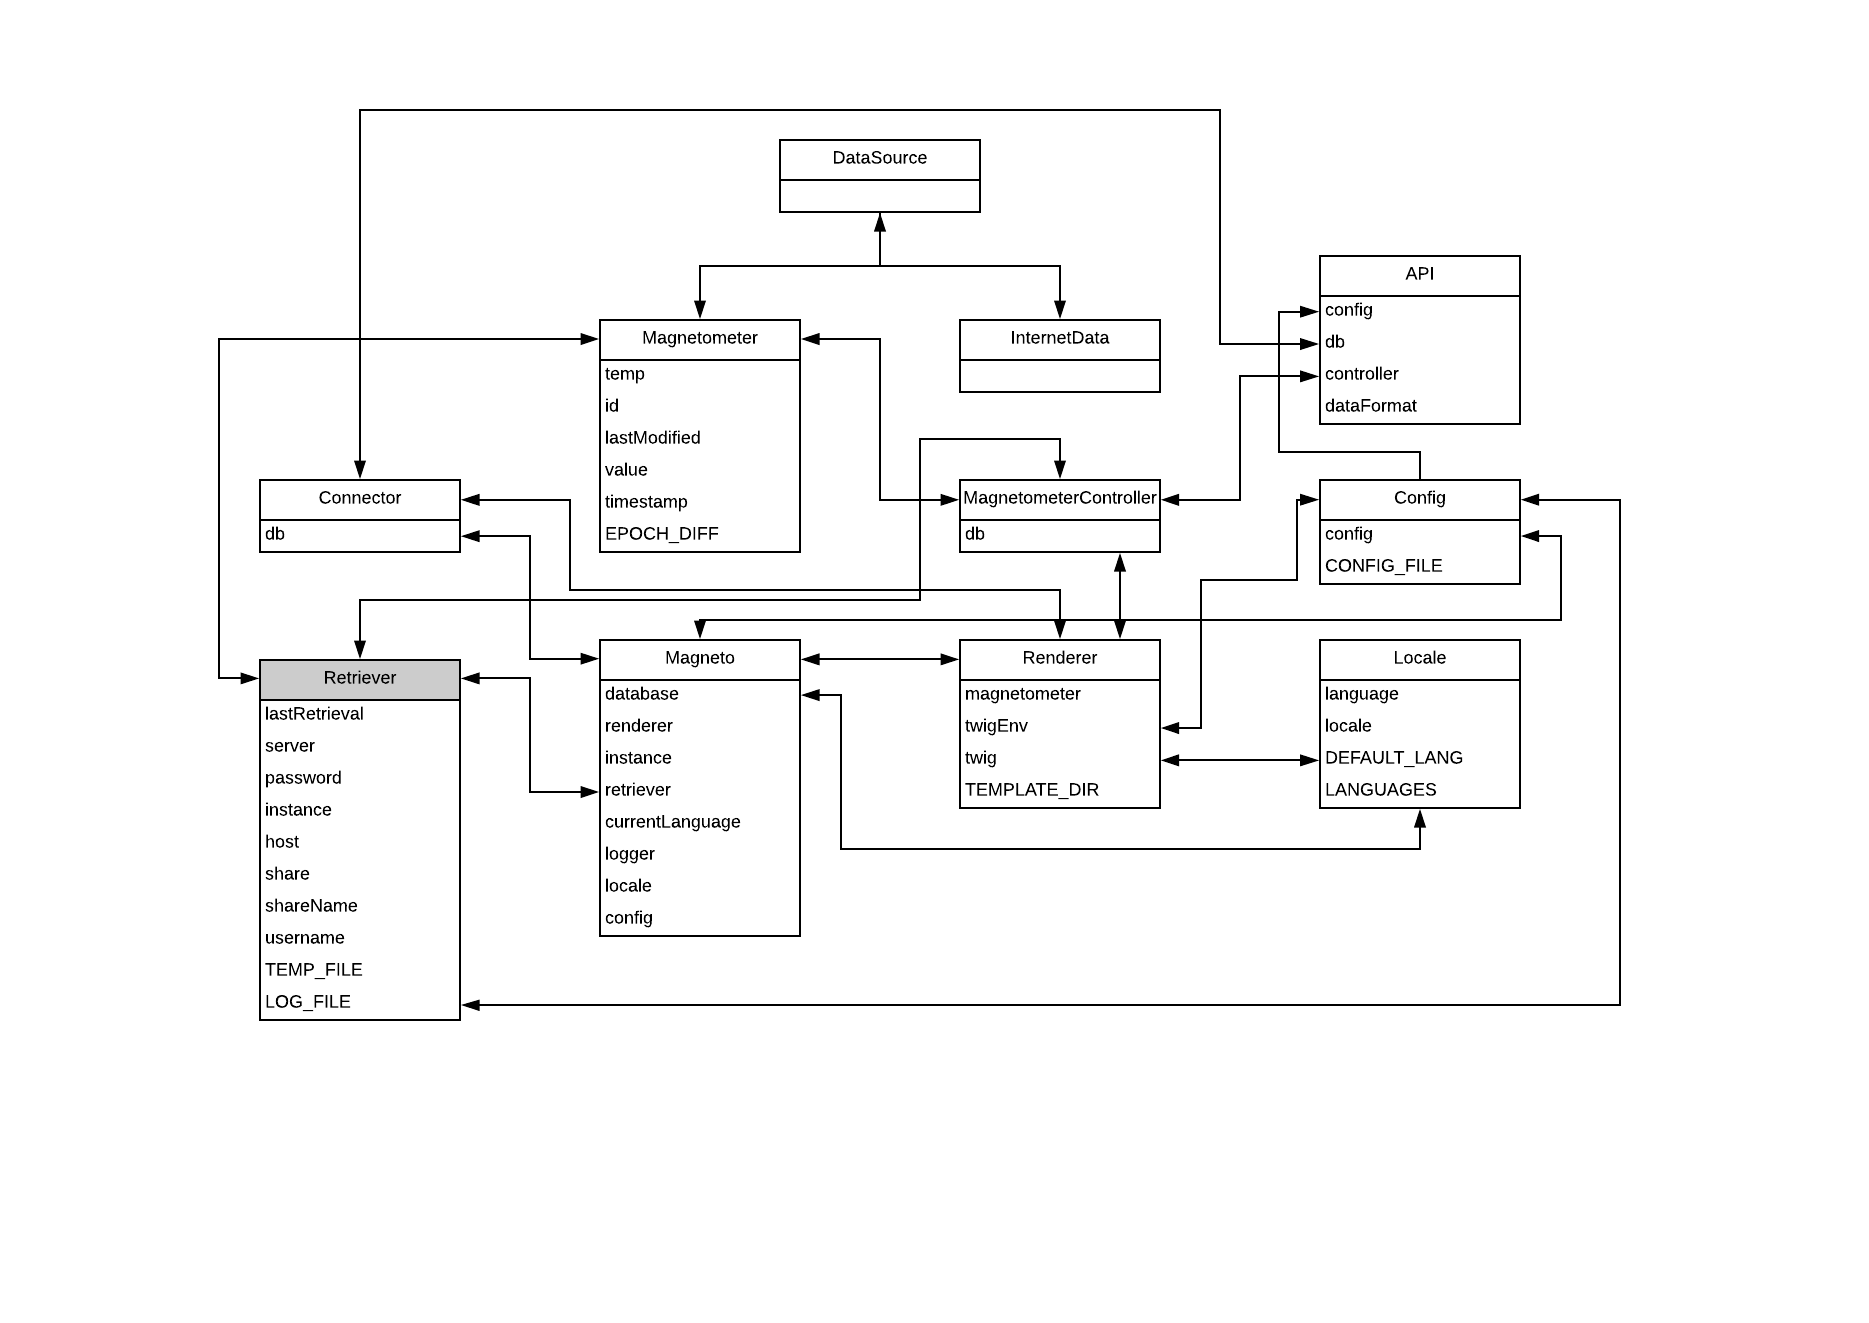 DataSource
API
config
db
controller
dataFormat
Magnetometer
temp
id
lastModified
value
timestamp
EPOCH_DIFF
InternetData
Connector
db
MagnetometerController
db
Config
config
CONFIG_FILE
Retriever
lastRetrieval
server
password
instance
host
share
shareName
username
TEMP_FILE
LOG_FILE
Magneto
database
renderer
instance
retriever
currentLanguage
logger
locale
config
Renderer
magnetometer
twigEnv
twig
TEMPLATE_DIR
Locale
language
locale
DEFAULT_LANG
LANGUAGES